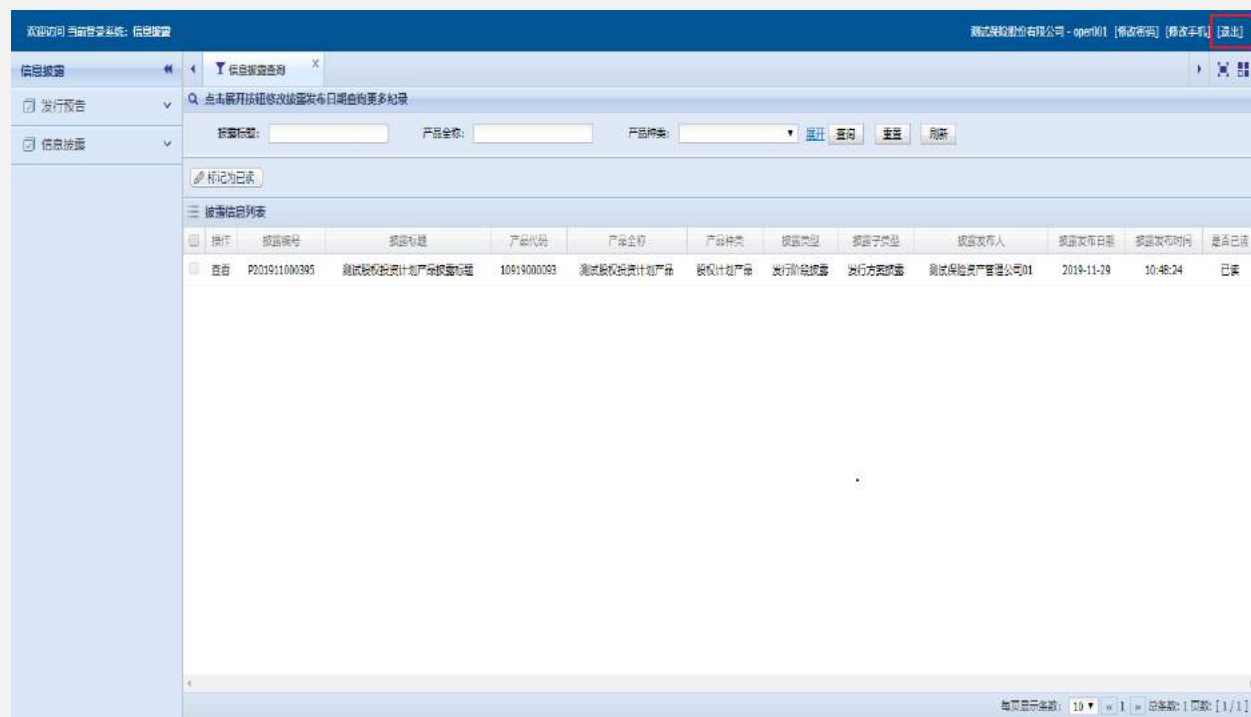 欢迎访问 当前登录系统: 信息披露
测试保险股份有限公司 - oper001 [修改密码] [修改手机] [退出]
信息披露
信息披露查询 X
发行预告
点击展开按钮修改披露发布日期查询更多纪录
披露标题: 产品全称: 产品种类: 展开 查询 重置 刷新
信息披露
标记为已读
披露信息列表
操作 披露编号 披露标题 产品代码 产品全称 产品种类 披露类型 披露子类型 披露发布人 披露发布日期 披露发布时间 是否已读
查看 P201911000395 测试股权投资计划产品披露标题 10919000093 测试股权投资计划产品 股权计划产品 发行阶段披露 发行方案披露 测试保险资产管理公司01 2019-11-29 10:48:24 已读
每页显示条数: 10 « 1 » 总条数: 1 页数: [1/1]